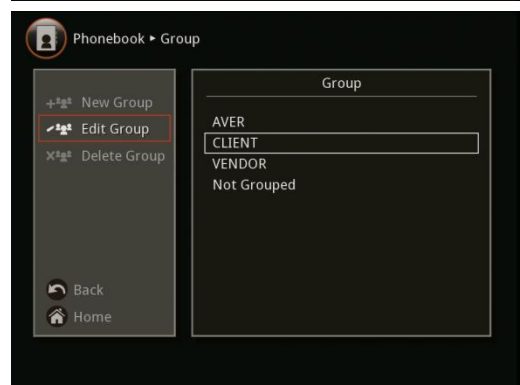 Phonebook ▸ Group
New Group
Edit Group
Delete Group
Back
Home
Group
AVER
CLIENT
VENDOR
Not Grouped